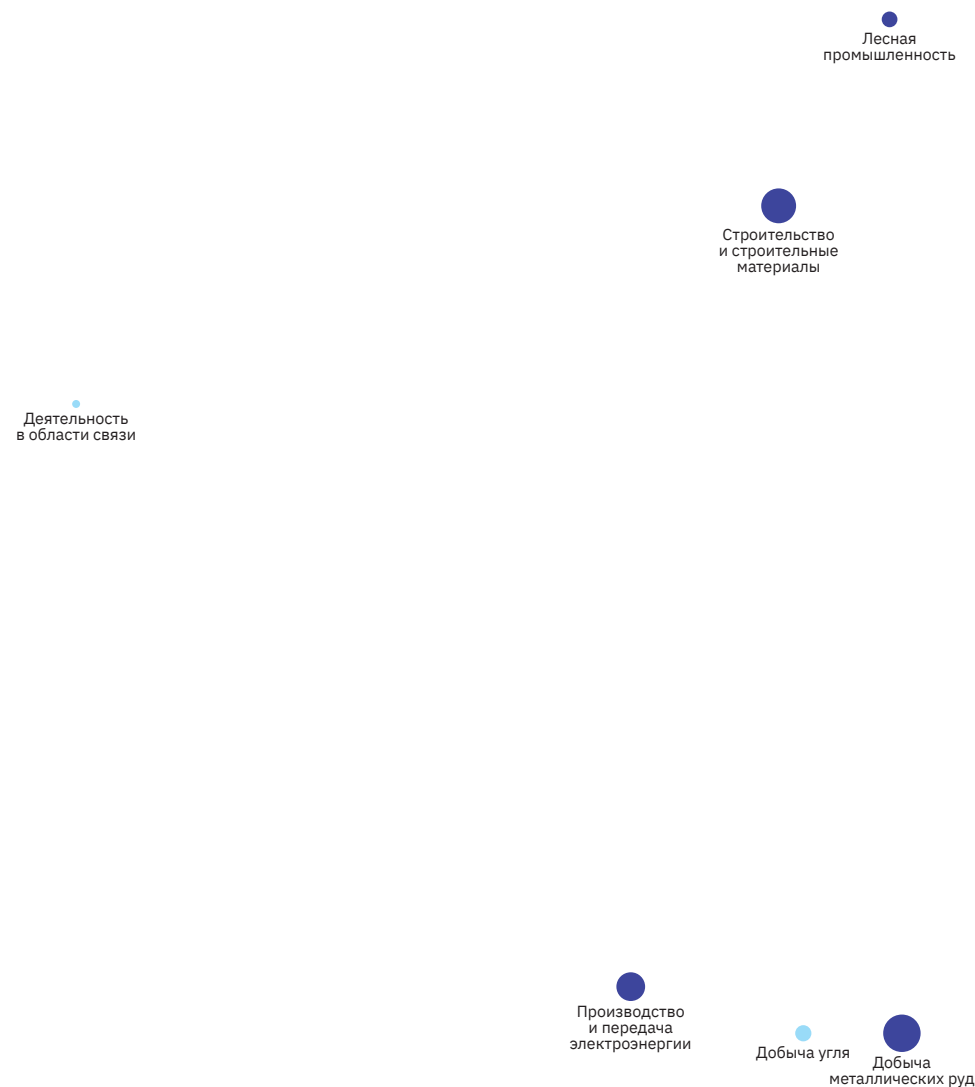 Лесная
промышленность
Строительство
и строительные
материалы
Деятельность
в области связи
Производство
и передача
электроэнергии
Добыча угля
Добыча
металлических руд